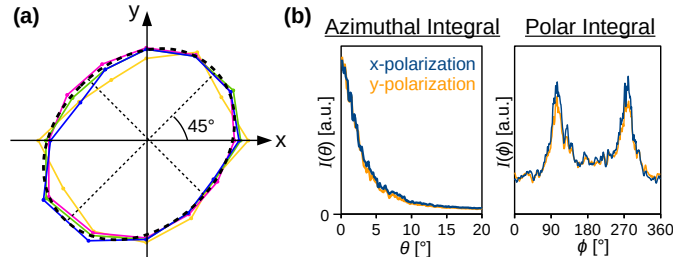 (a)
y
x
45°
(b)
Azimuthal Integral
Polar Integral
x-polarization
y-polarization
I(θ) [a.u.]
0
0 5 10 15 20
θ [°]
I(ϕ) [a.u.]
0 90 180 270 360
ϕ [°]